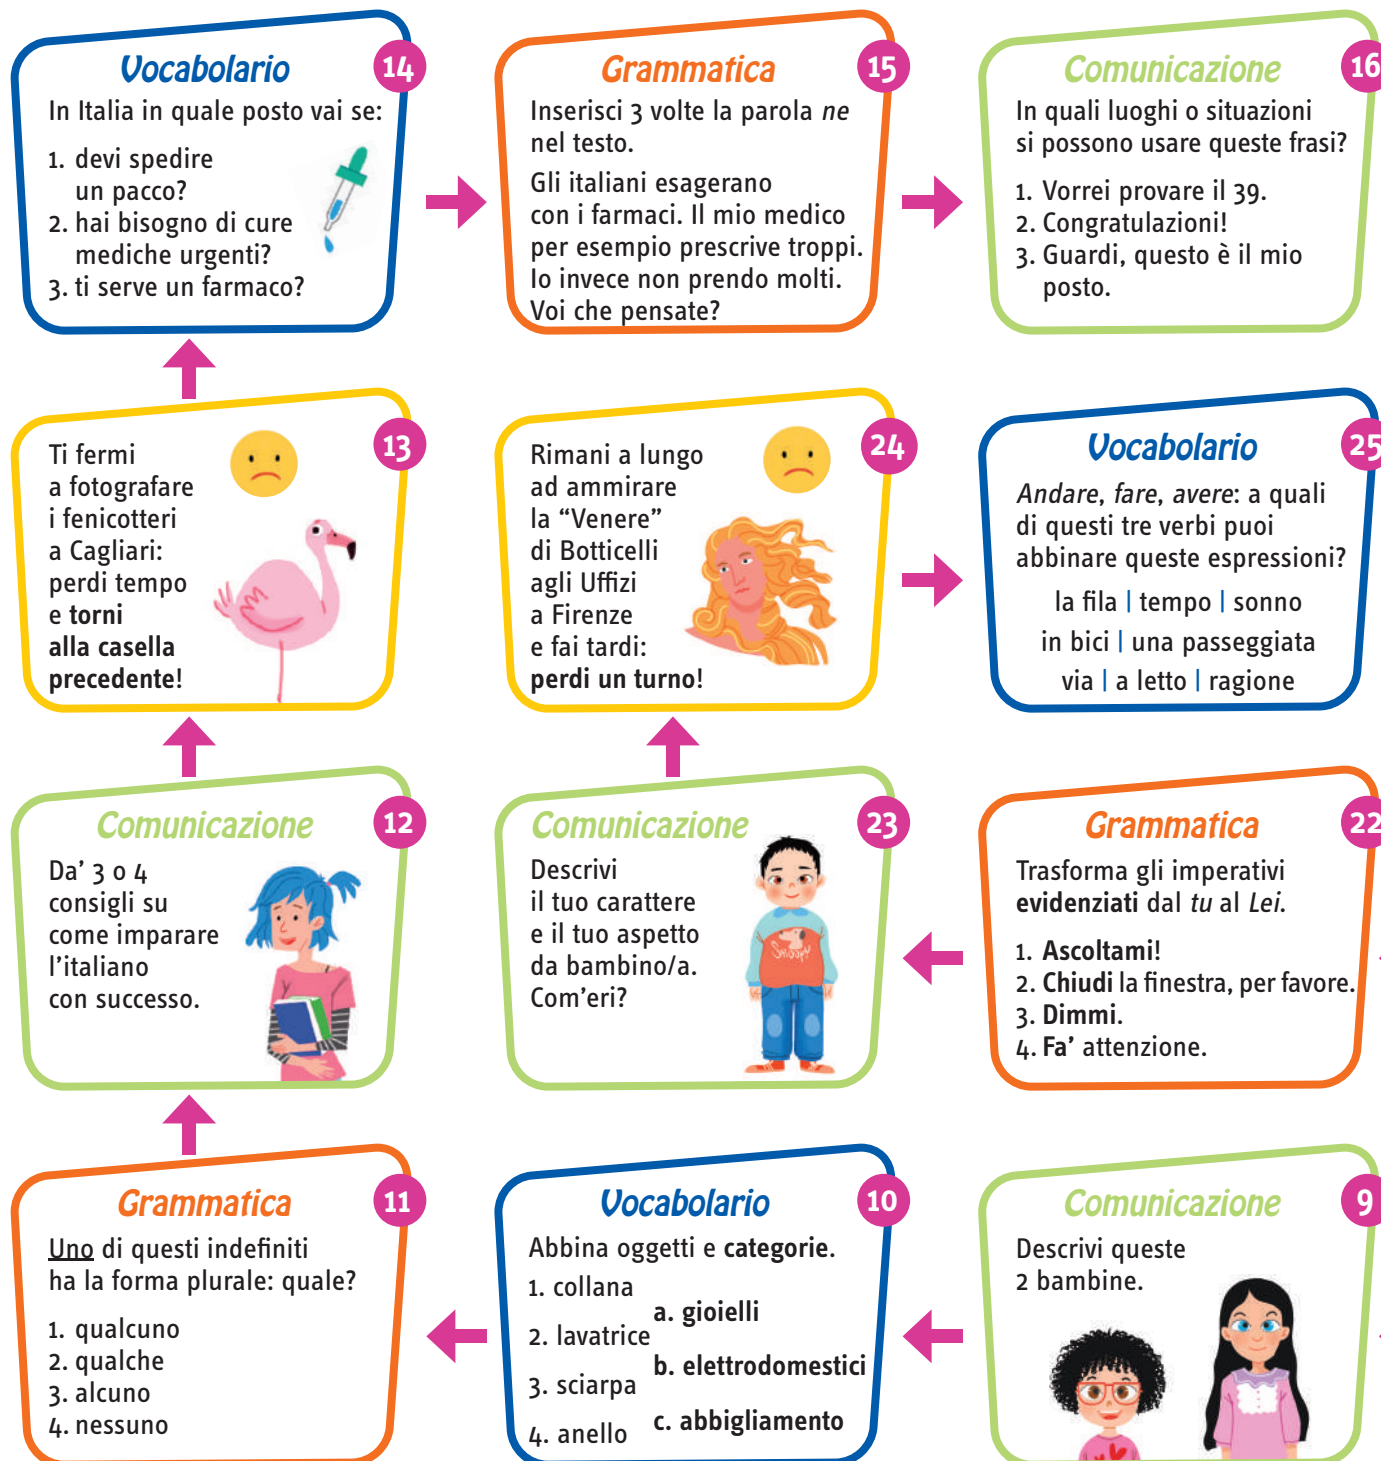 Vocabolario
14
In Italia in quale posto vai se:
1. devi spedire
un pacco?
2. hai bisogno di cure
mediche urgenti?
3. ti serve un farmaco?
Grammatica
15
Inserisci 3 volte la parola ne
nel testo.
Gli italiani esagerano
con i farmaci. Il mio medico
per esempio prescrive troppi.
Io invece non prendo molti.
Voi che pensate?
Comunicazione
16
In quali luoghi o situazioni
si possono usare queste frasi?
1. Vorrei provare il 39.
2. Congratulazioni!
3. Guardi, questo è il mio
posto.
13
Ti fermi
a fotografare
i fenicotteri
a Cagliari:
perdi tempo
e torni
alla casella
precedente!
24
Rimani a lungo
ad ammirare
la “Venere”
di Botticelli
agli Uffizi
a Firenze
e fai tardi:
perdi un turno!
Vocabolario
25
Andare, fare, avere: a quali
di questi tre verbi puoi
abbinare queste espressioni?
la fila | tempo | sonno
in bici | una passeggiata
via | a letto | ragione
Comunicazione
12
Da’ 3 o 4
consigli su
come imparare
l’italiano
con successo.
Comunicazione
23
Descrivi
il tuo carattere
e il tuo aspetto
da bambino/a.
Com’eri?
Snoopy
Grammatica
22
Trasforma gli imperativi
evidenziati dal tu al Lei.
1. Ascoltami!
2. Chiudi la finestra, per favore.
3. Dimmi.
4. Fa’ attenzione.
Grammatica
11
Uno di questi indefiniti
ha la forma plurale: quale?
1. qualcuno
2. qualche
3. alcuno
4. nessuno
Vocabolario
10
Abbina oggetti e categorie.
1. collana
2. lavatrice
3. sciarpa
4. anello
a. gioielli
b. elettrodomestici
c. abbigliamento
Comunicazione
9
Descrivi queste
2 bambine.